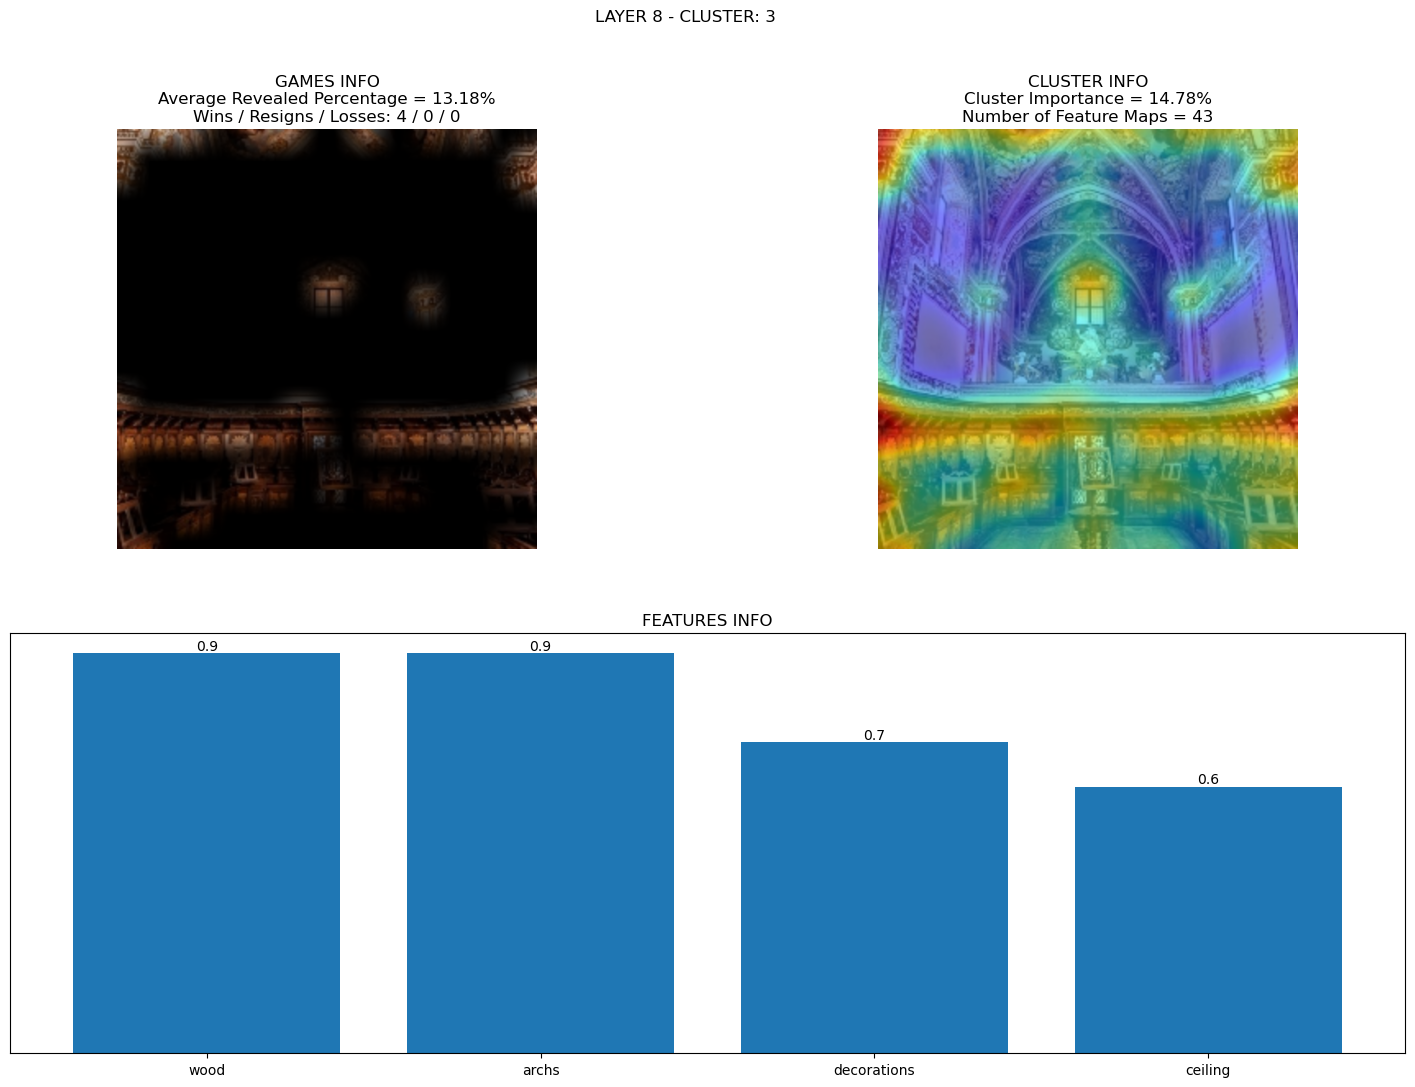 LAYER 8 - CLUSTER: 3
GAMES INFO
Average Revealed Percentage = 13.18%
Wins / Resigns / Losses: 4 / 0 / 0
CLUSTER INFO
Cluster Importance = 14.78%
Number of Feature Maps = 43
FEATURES INFO
0.9
0.9
0.7
0.6
wood
archs
decorations
ceiling